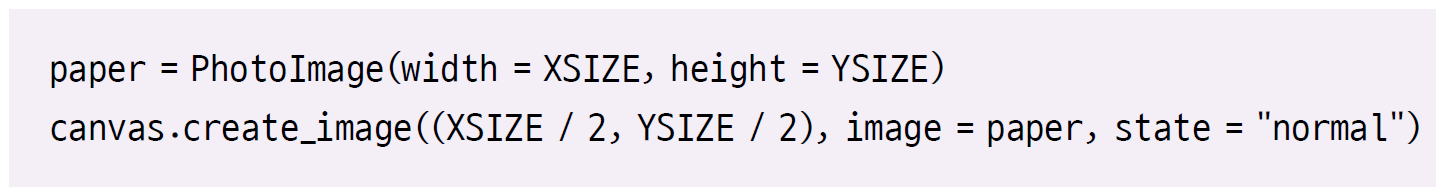 paper = PhotoImage(width = XSIZE, height = YSIZE)
canvas.create_image((XSIZE / 2, YSIZE / 2), image = paper, state = "normal")